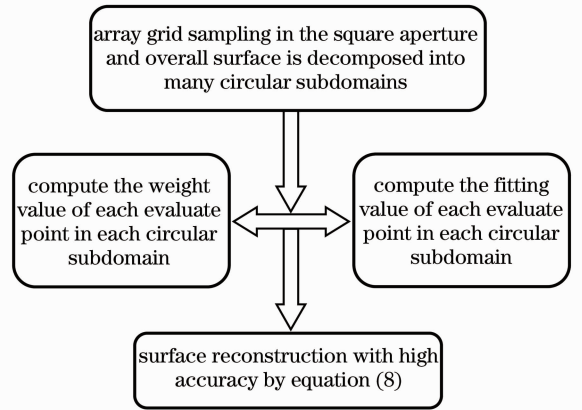 array grid sampling in the square aperture
and overall surface is decomposed into
many circular subdomains
compute the weight
value of each evaluate
point in each circular
subdomain
compute the fitting
value of each evaluate
point in each circular
subdomain
surface reconstruction with high
accuracy by equation (8)